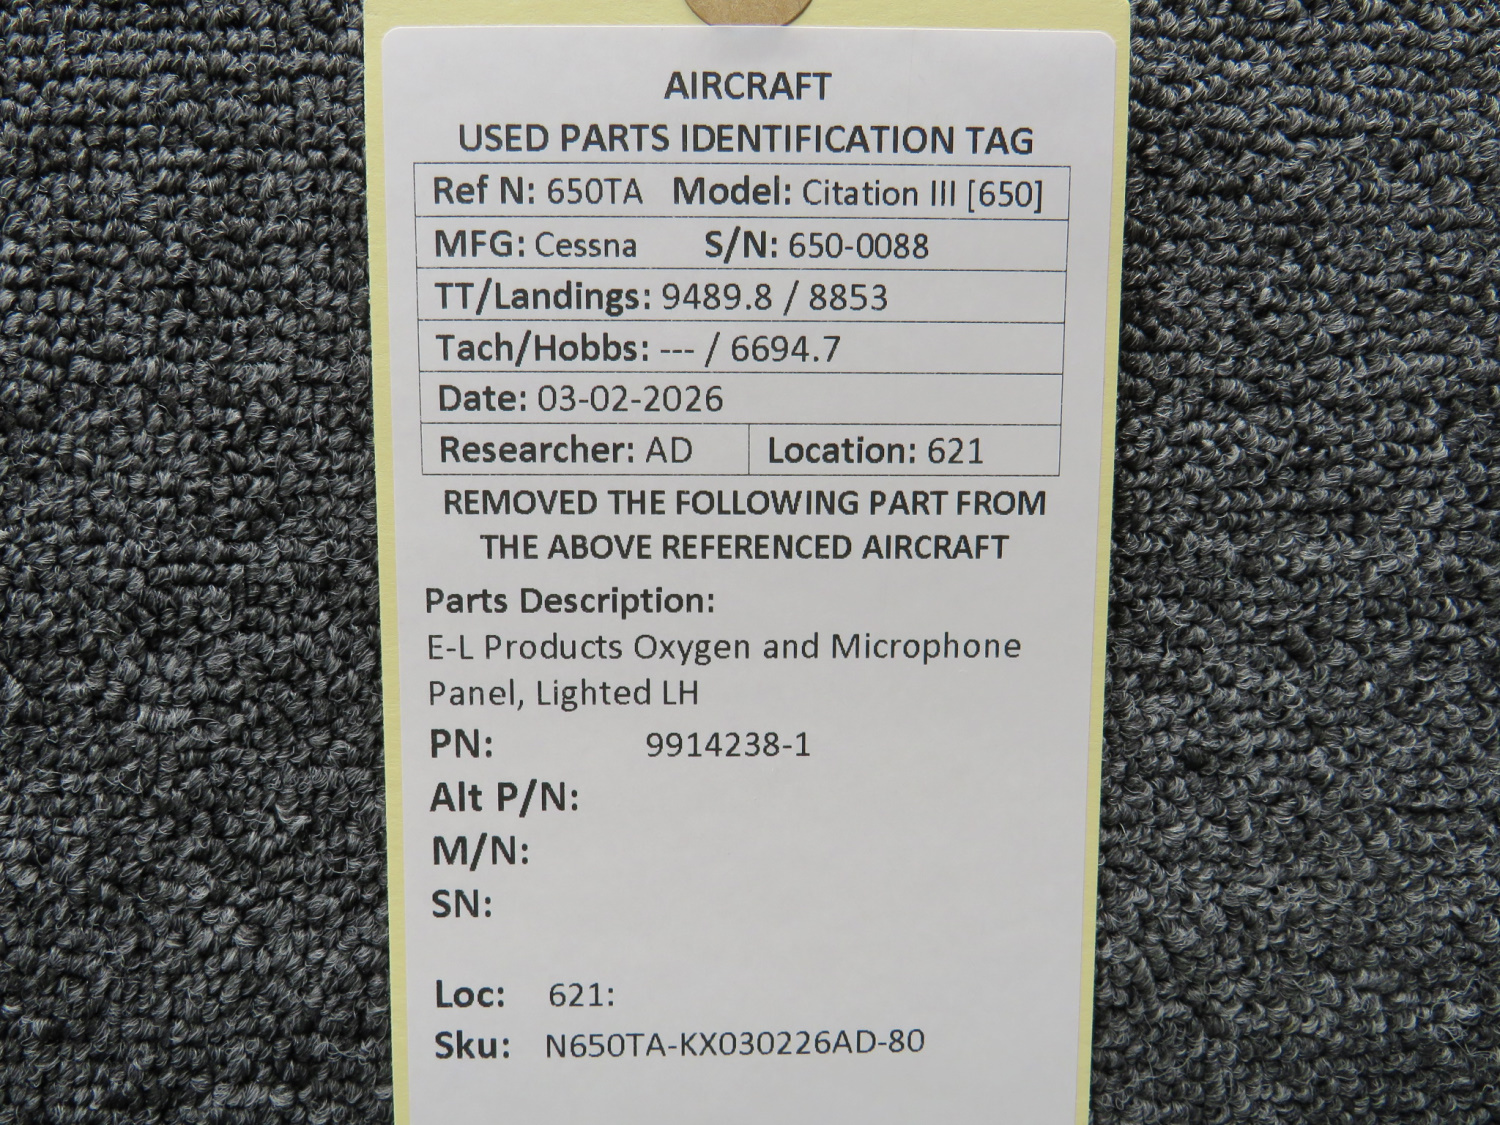 AIRCRAFT
USED PARTS IDENTIFICATION TAG
Ref N: 650TA Model: Citation III [650]
MFG: Cessna S/N: 650-0088
TT/Landings: 9489.8 / 8853
Tach/Hobbs: --- / 6694.7
Date: 03-02-2026
Researcher: AD Location: 621
REMOVED THE FOLLOWING PART FROM
THE ABOVE REFERENCED AIRCRAFT
Parts Description:
E-L Products Oxygen and Microphone
Panel, Lighted LH
PN: 9914238-1
Alt P/N:
M/N:
SN:
Loc: 621:
Sku: N650TA-KX030226AD-80